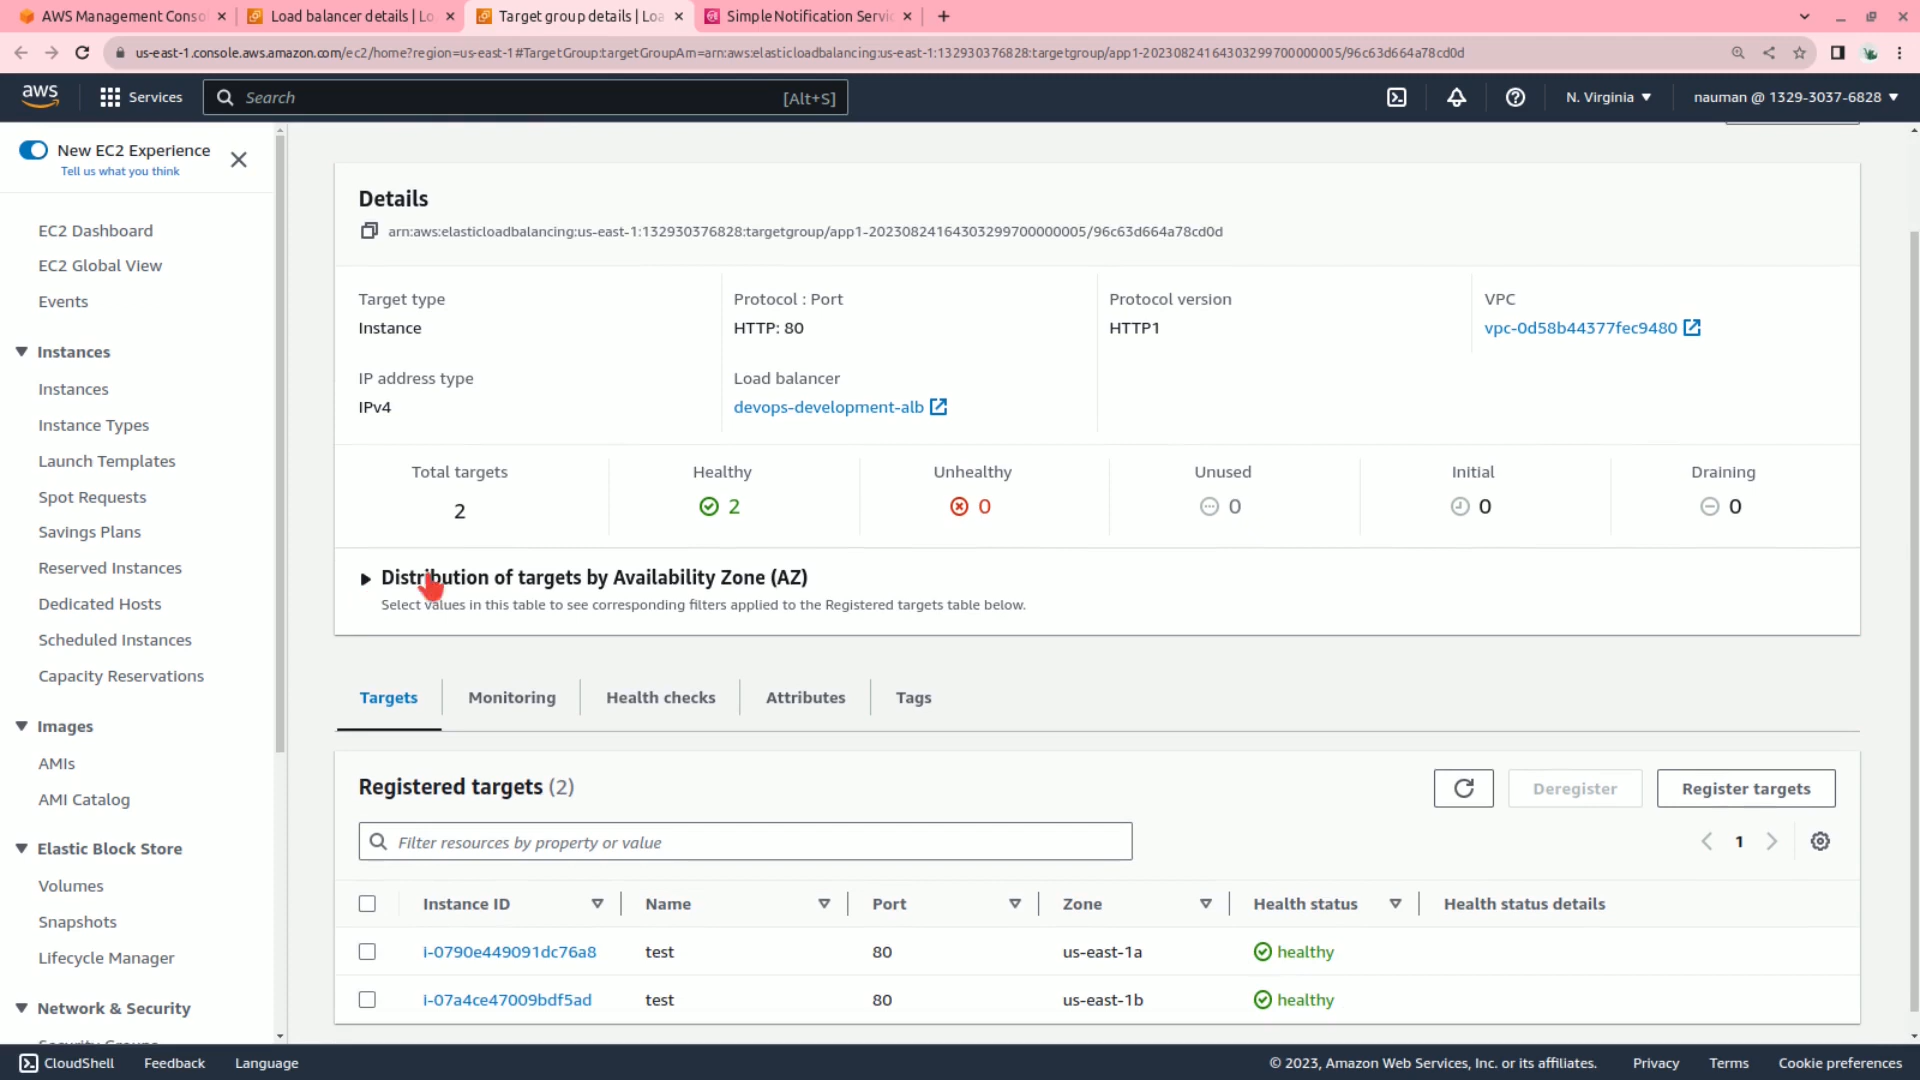 AWS Management Conso
Load balancer details | Lo
Target group details | Loa
Simple Notification Servic
us-east-1.console.aws.amazon.com/ec2/home?region=us-east-1#TargetGroup:targetGroupArn=arn:aws:elasticloadbalancing:us-east-1:132930376828:targetgroup/app1-20230824164303299700000005/96c63d664a78cd0d
aws
Services
Search
[Alt+S]
N. Virginia
nauman @ 1329-3037-6828
New EC2 Experience
Tell us what you think
EC2 Dashboard
EC2 Global View
Events
Instances
Instances
Instance Types
Launch Templates
Spot Requests
Savings Plans
Reserved Instances
Dedicated Hosts
Scheduled Instances
Capacity Reservations
Images
AMIs
AMI Catalog
Elastic Block Store
Volumes
Snapshots
Lifecycle Manager
Network & Security
Details
arn:aws:elasticloadbalancing:us-east-1:132930376828:targetgroup/app1-20230824164303299700000005/96c63d664a78cd0d
Target type
Instance
Protocol : Port
HTTP: 80
Protocol version
HTTP1
VPC
vpc-0d58b44377fec9480
IP address type
IPv4
Load balancer
devops-development-alb
Total targets
2
Healthy
2
Unhealthy
0
Unused
0
Initial
0
Draining
0
Distribution of targets by Availability Zone (AZ)
Select values in this table to see corresponding filters applied to the Registered targets table below.
Targets
Monitoring
Health checks
Attributes
Tags
Registered targets (2)
Deregister
Register targets
Filter resources by property or value
1
Instance ID
Name
Port
Zone
Health status
Health status details
i-0790e449091dc76a8
test
80
us-east-1a
healthy
i-07a4ce47009bdf5ad
test
80
us-east-1b
healthy
CloudShell
Feedback
Language
© 2023, Amazon Web Services, Inc. or its affiliates.
Privacy
Terms
Cookie preferences